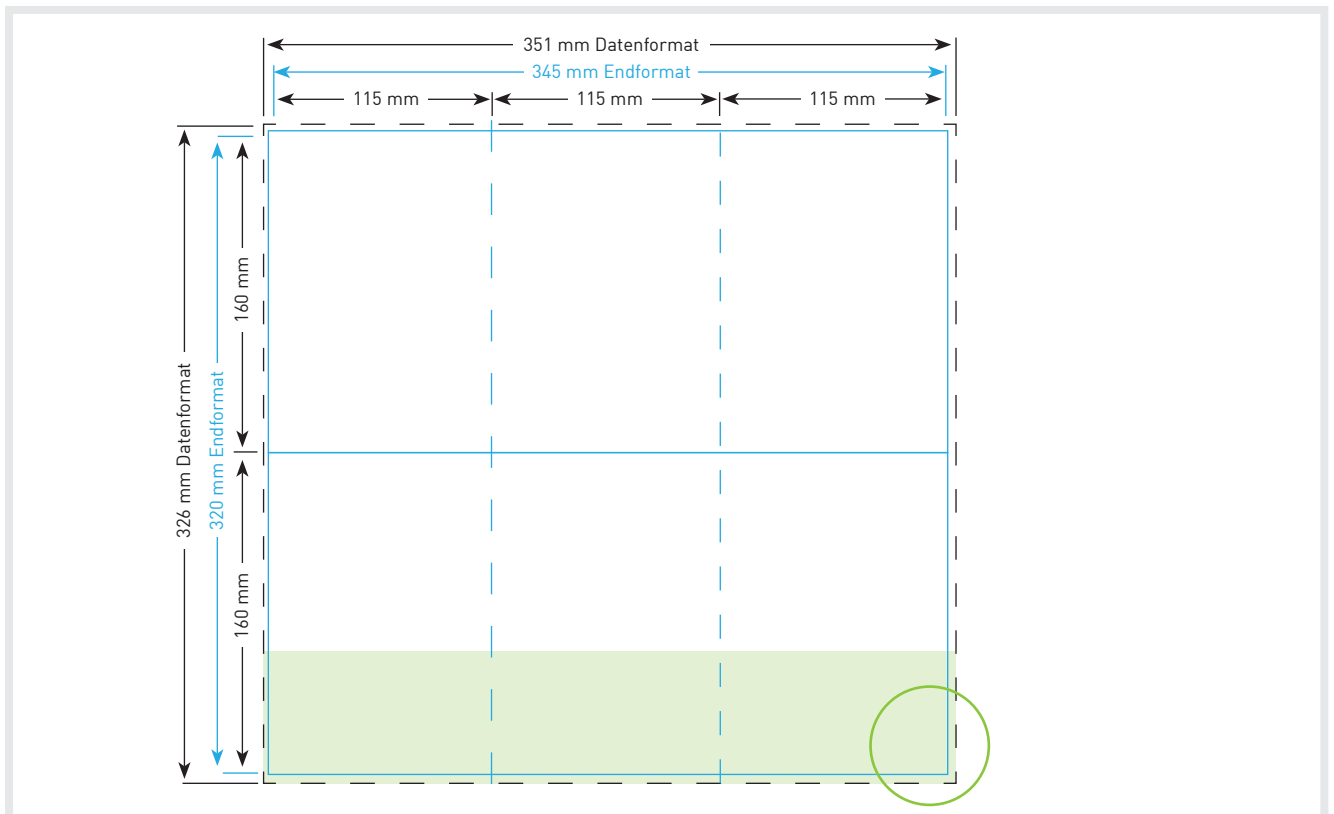 351 mm Datenformat
345 mm Endformat
115 mm
115 mm
115 mm
160 mm
326 mm Datenformat
320 mm Endformat
160 mm